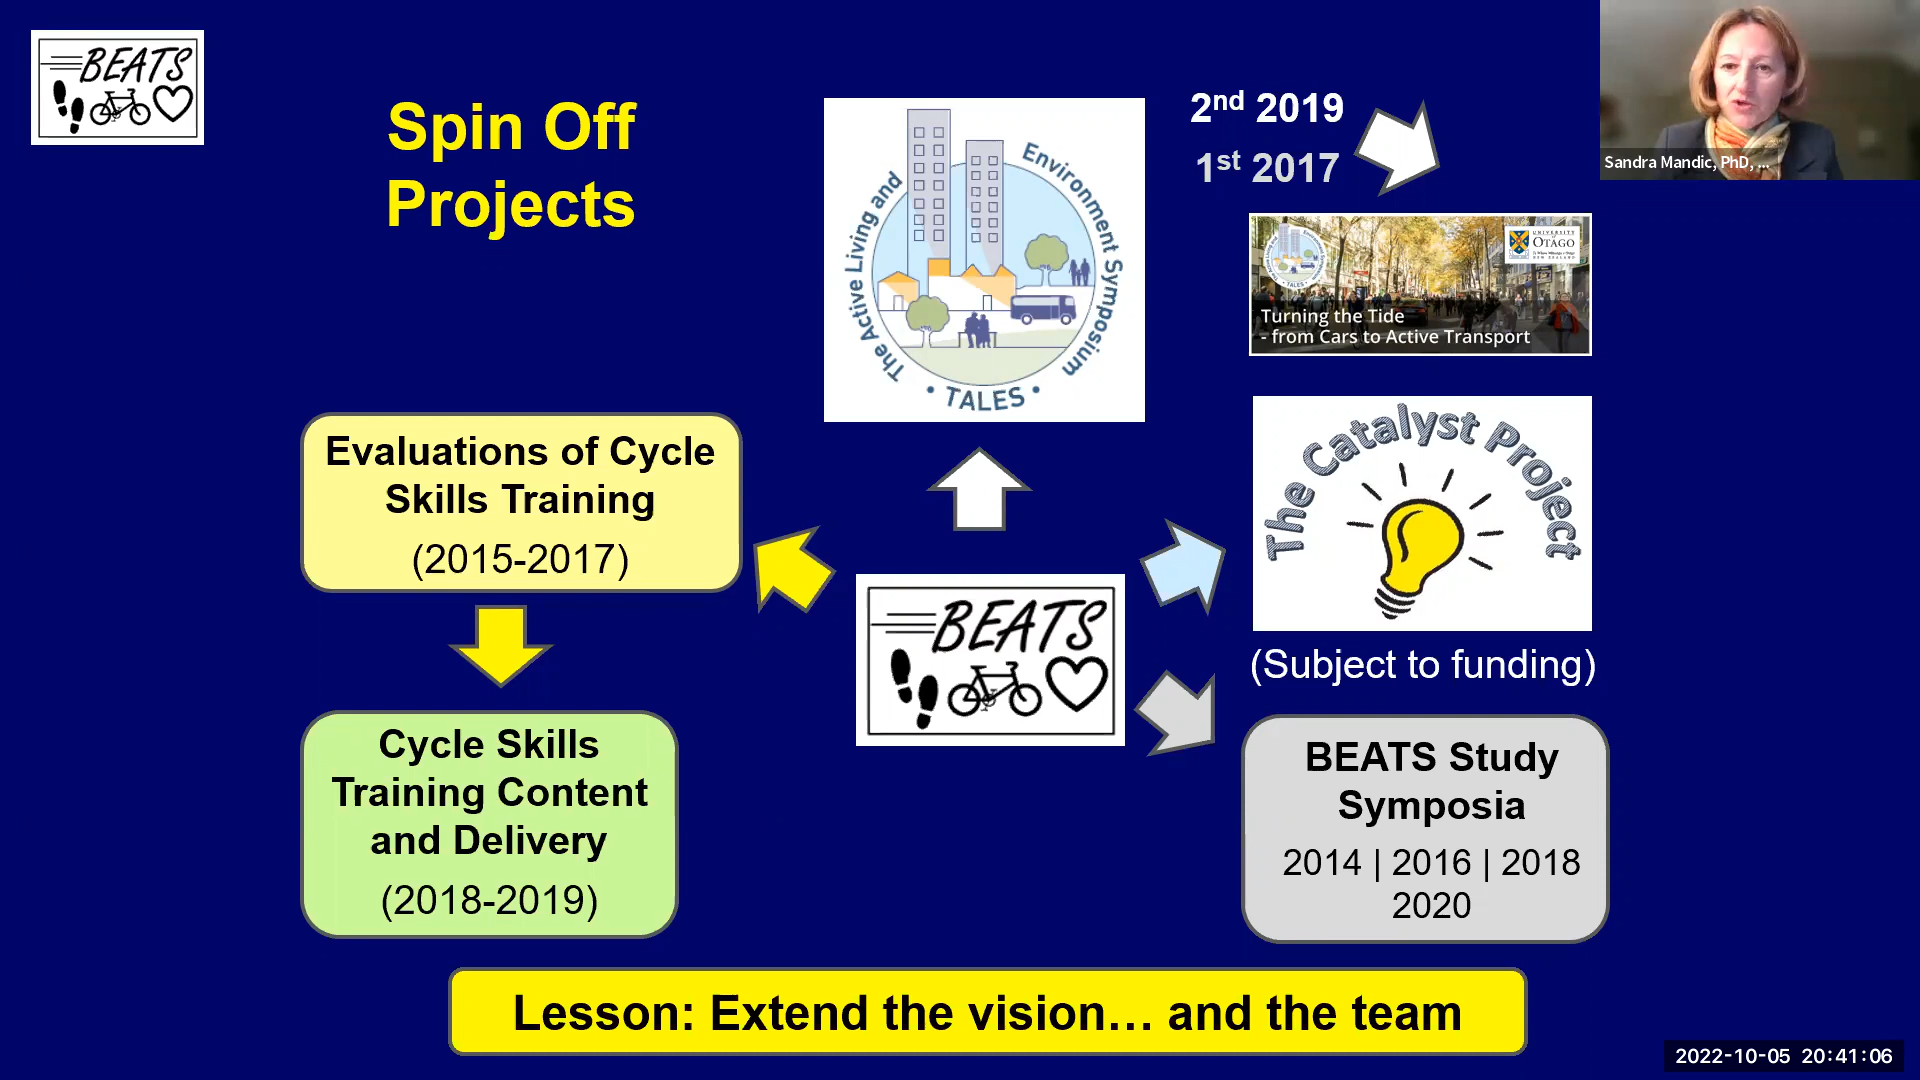 BEATS
Spin Off
Projects
The Active Living and Environment Symposium
• TALES •
2nd 2019
1st 2017
Sandra Mandic, PhD, ...
UNIVERSITY
OTAGO
NEW ZEALAND
Turning the Tide
- from Cars to Active Transport
Evaluations of Cycle
Skills Training
(2015-2017)
The Catalyst Project
(Subject to funding)
BEATS
Cycle Skills
Training Content
and Delivery
(2018-2019)
BEATS Study
Symposia
2014 | 2016 | 2018
2020
Lesson: Extend the vision… and the team
2022-10-05 20:41:06